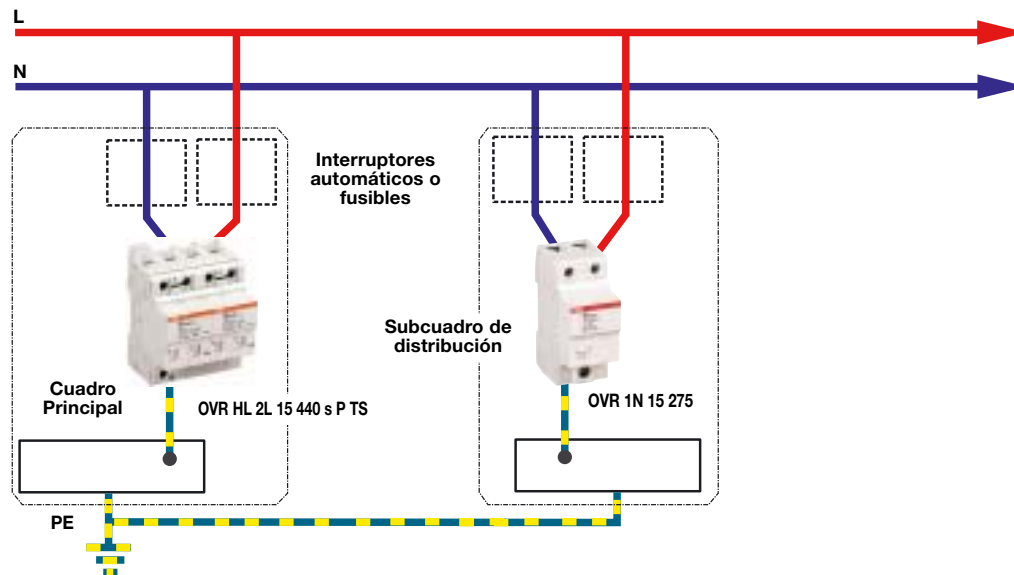 L
N
Interruptores
automáticos o
fusibles
Subcuadro de
distribución
Cuadro
Principal
OVR HL 2L 15 440 s P TS
OVR 1N 15 275
PE